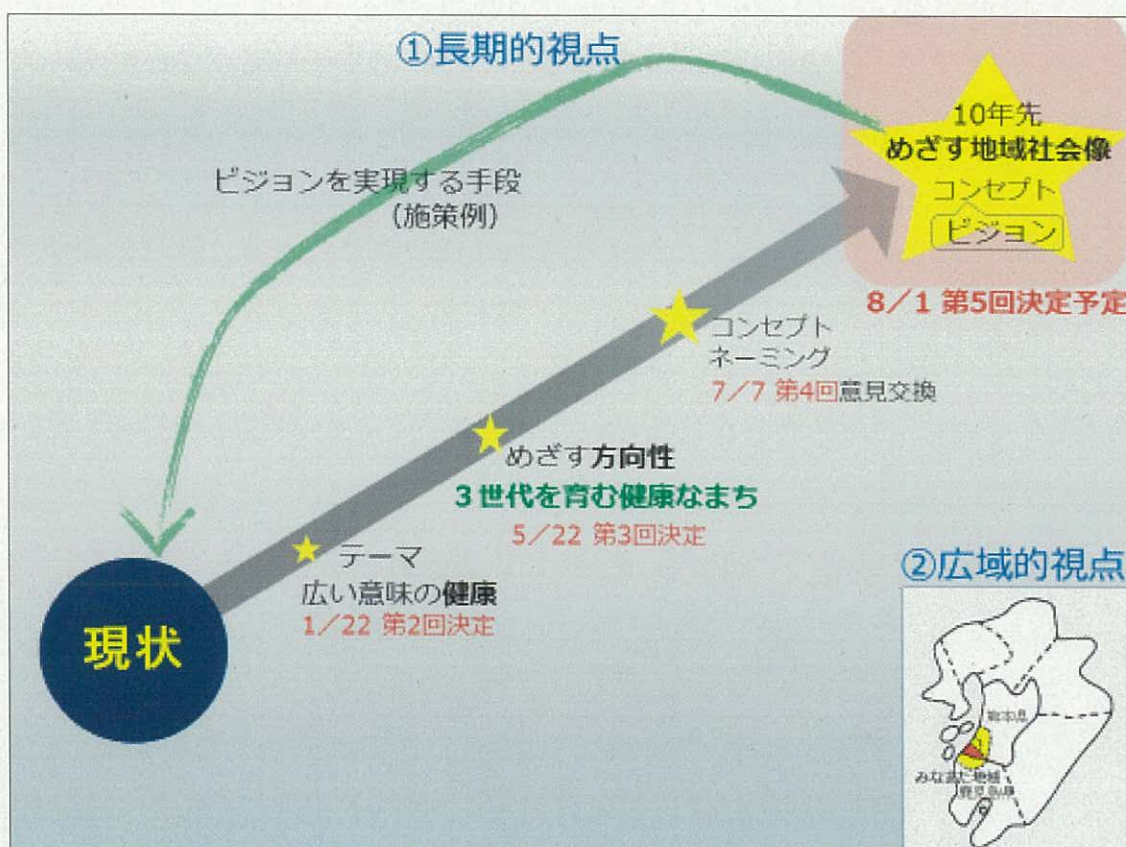 ①長期的視点
10年先
めざす地域社会像
コンセプト
ビジョン
8/1 第5回決定予定
ビジョンを実現する手段
(施策例)
コンセプト
ネーミング
7/7 第4回意見交換
めざす方向性
3世代を育む健康なまち
5/22 第3回決定
テーマ
広い意味の健康
1/22 第2回決定
現状
②広域的視点
熊本県
みなまた地域
鹿児島県